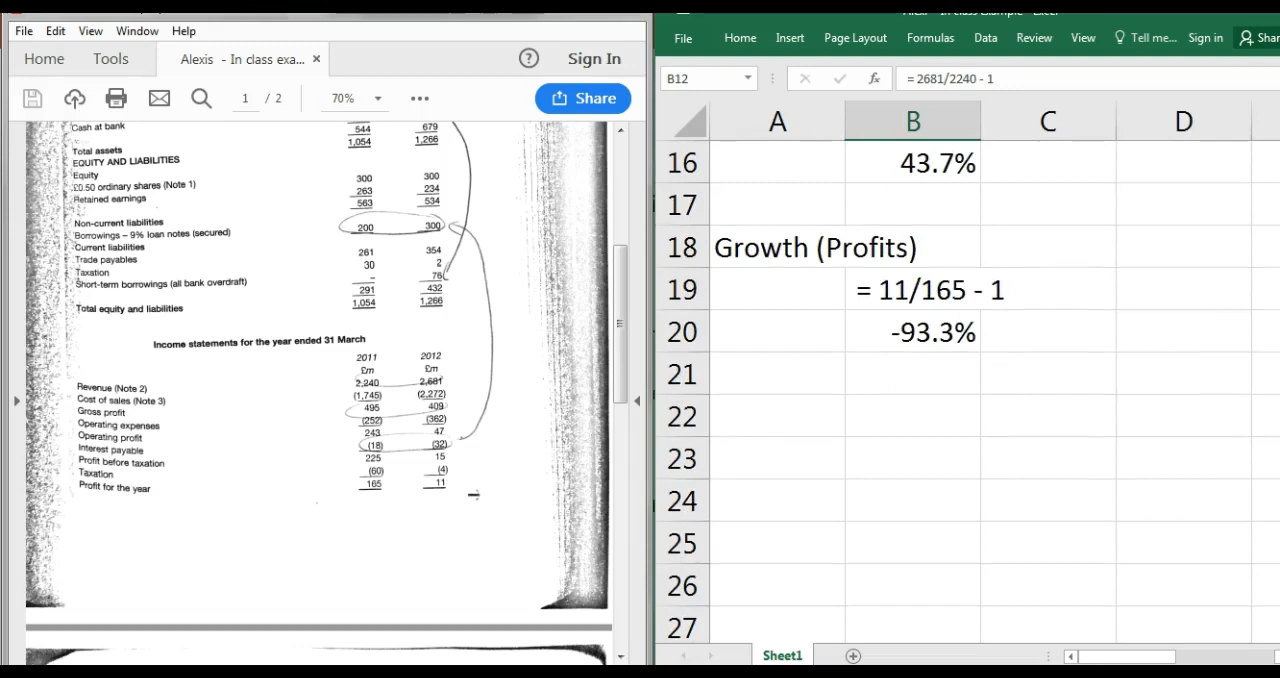 File Edit View Window Help
Home Tools Alexis - In class exa... × ? Sign In
1 / 2 70% Share
Cash at bank 544 679
1,054 1,266
Total assets
EQUITY AND LIABILITIES
Equity
£0.50 ordinary shares (Note 1) 300 300
Retained earnings 263 234
563 534
Non-current liabilities
Borrowings – 9% loan notes (secured) 200 300
Current liabilities
Trade payables 261 354
Taxation 30 2
Short-term borrowings (all bank overdraft) – 76
291 432
Total equity and liabilities 1,054 1,266
Income statements for the year ended 31 March
2011 2012
£m £m
Revenue (Note 2) 2,240 2,681
Cost of sales (Note 3) (1,745) (2,272)
Gross profit 495 409
Operating expenses (252) (362)
Operating profit 243 47
Interest payable (18) (32)
Profit before taxation 225 15
Taxation (60) (4)
Profit for the year 165 11
File Home Insert Page Layout Formulas Data Review View Tell me... Sign in Shar
B12 fx = 2681/2240 - 1
A B C D
16 43.7%
17
18 Growth (Profits)
19 = 11/165 - 1
20 -93.3%
21
22
23
24
25
26
27
Sheet1